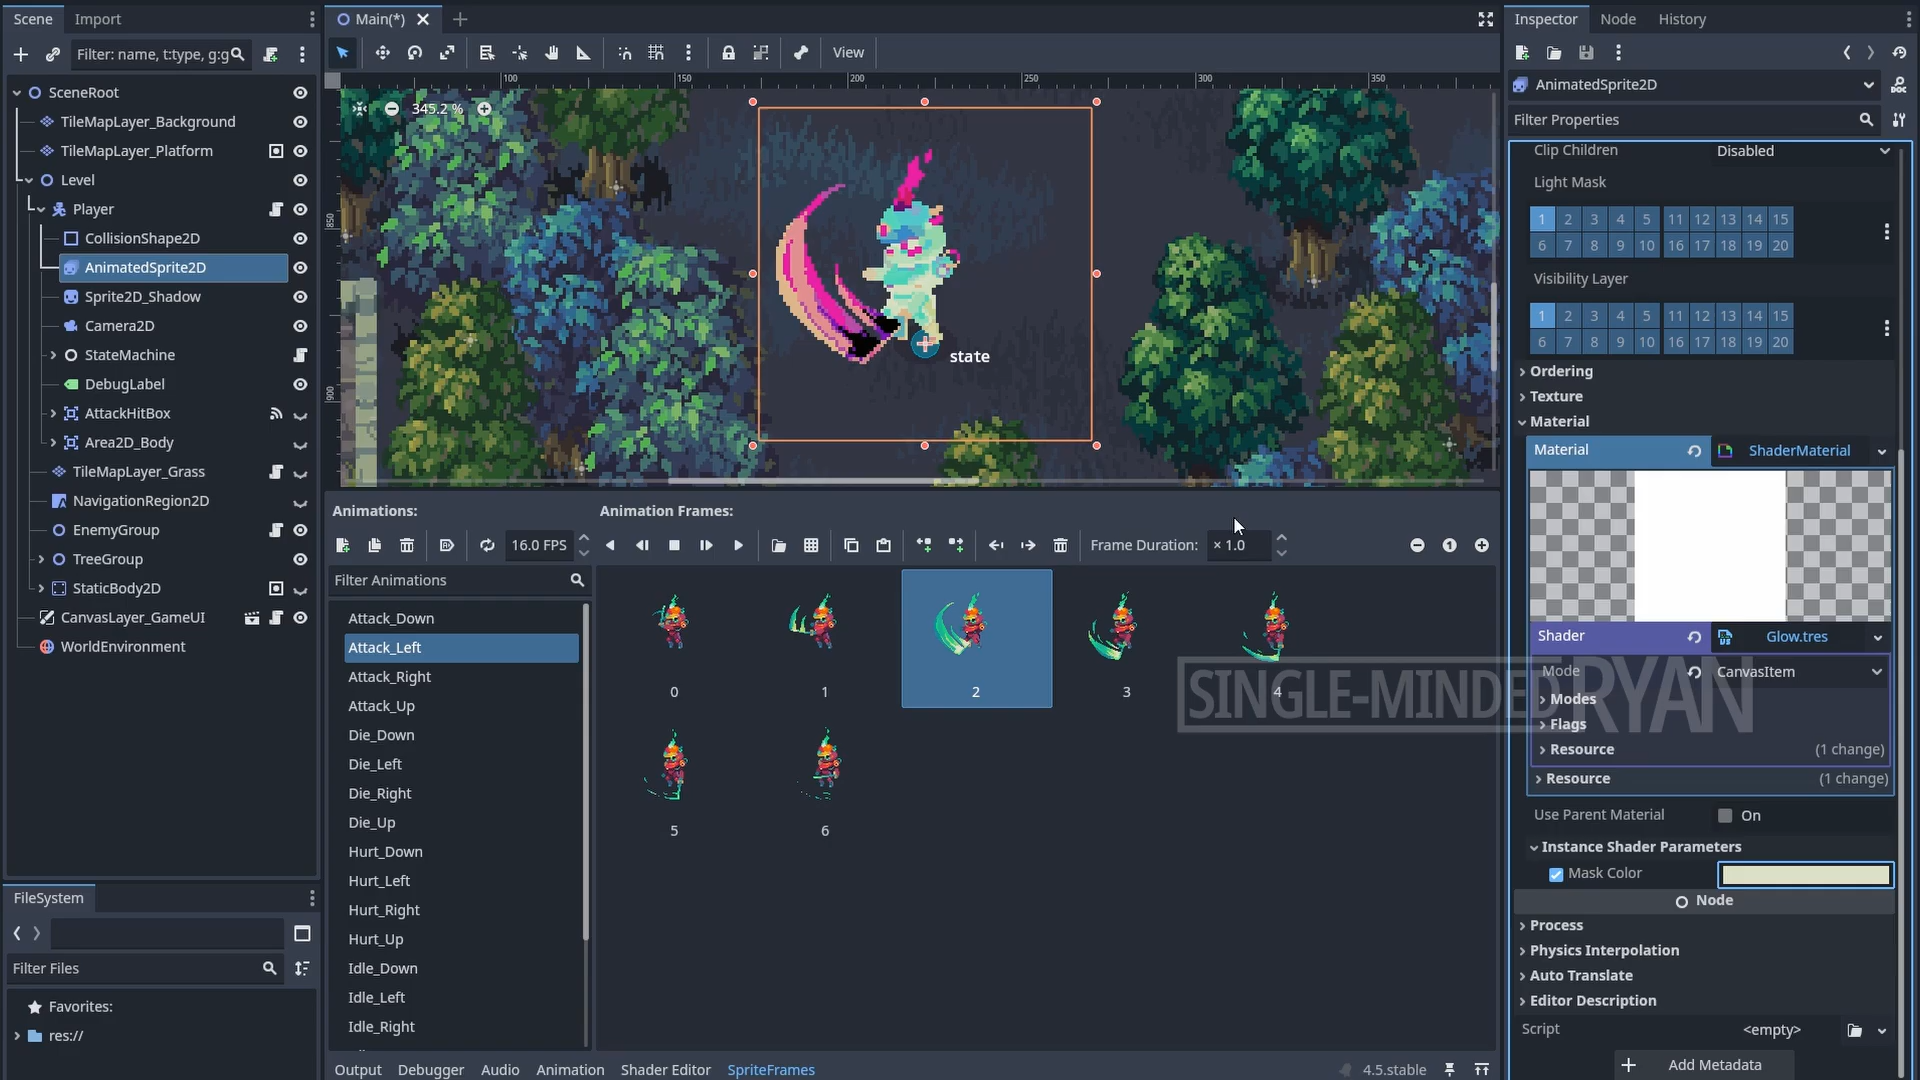 Scene Import
Filter: name, t:type, g:g
SceneRoot
TileMapLayer_Background
TileMapLayer_Platform
Level
Player
CollisionShape2D
AnimatedSprite2D
Sprite2D_Shadow
Camera2D
StateMachine
DebugLabel
AttackHitBox
Area2D_Body
TileMapLayer_Grass
NavigationRegion2D
EnemyGroup
TreeGroup
StaticBody2D
CanvasLayer_GameUI
WorldEnvironment
FileSystem
Filter Files
Favorites:
res://
Main(*)
View
100 150 200 250 300 350
850
900
345.2 %
state
Animations:
16.0 FPS
Filter Animations
Attack_Down
Attack_Left
Attack_Right
Attack_Up
Die_Down
Die_Left
Die_Right
Die_Up
Hurt_Down
Hurt_Left
Hurt_Right
Hurt_Up
Idle_Down
Idle_Left
Idle_Right
Animation Frames:
Frame Duration: × 1.0
0 1 2 3 4
5 6
SINGLE-MINDED RYAN
Output Debugger Audio Animation Shader Editor SpriteFrames
4.5.stable
Inspector Node History
AnimatedSprite2D
Filter Properties
Clip Children Disabled
Light Mask
1 2 3 4 5 11 12 13 14 15
6 7 8 9 10 16 17 18 19 20
Visibility Layer
1 2 3 4 5 11 12 13 14 15
6 7 8 9 10 16 17 18 19 20
Ordering
Texture
Material
Material ShaderMaterial
Shader Glow.tres
Mode CanvasItem
Modes
Flags
Resource (1 change)
Resource (1 change)
Use Parent Material On
Instance Shader Parameters
Mask Color
Node
Process
Physics Interpolation
Auto Translate
Editor Description
Script <empty>
Add Metadata